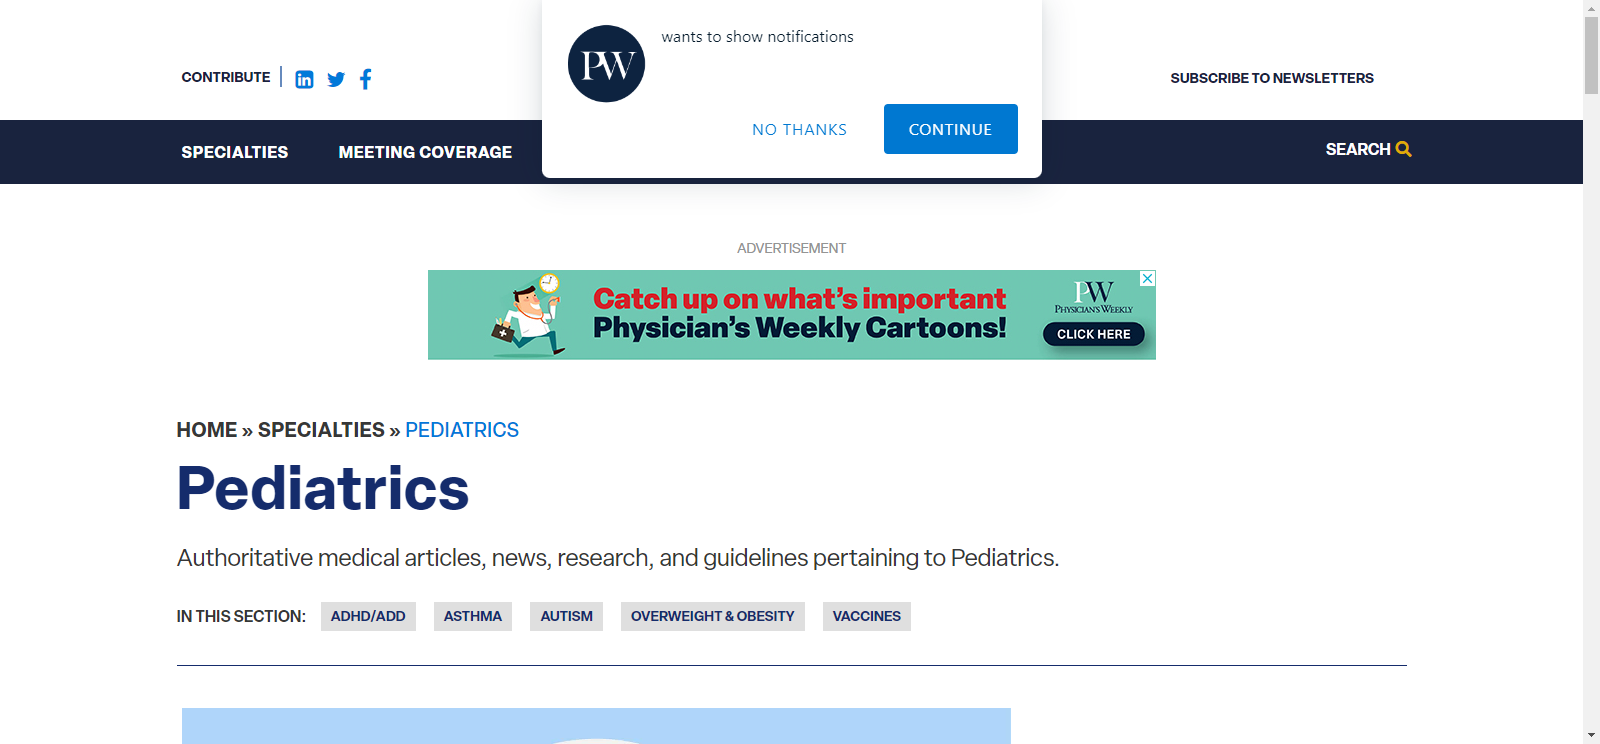 PW
wants to show notifications
NO THANKS
CONTINUE
CONTRIBUTE
SUBSCRIBE TO NEWSLETTERS
SPECIALTIES
MEETING COVERAGE
SEARCH
ADVERTISEMENT
Catch up on what's important
Physician's Weekly Cartoons!
PW
PHYSICIAN'S WEEKLY
CLICK HERE
HOME » SPECIALTIES » PEDIATRICS
Pediatrics
Authoritative medical articles, news, research, and guidelines pertaining to Pediatrics.
IN THIS SECTION: ADHD/ADD ASTHMA AUTISM OVERWEIGHT & OBESITY VACCINES